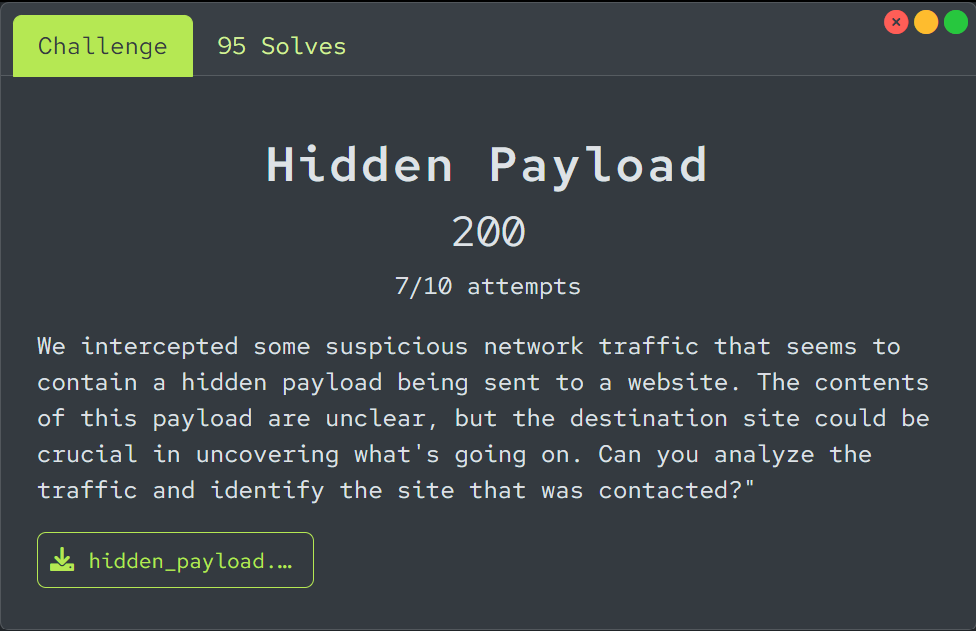 Challenge
95 Solves
Hidden Payload
200
7/10 attempts
We intercepted some suspicious network traffic that seems to
contain a hidden payload being sent to a website. The contents
of this payload are unclear, but the destination site could be
crucial in uncovering what's going on. Can you analyze the
traffic and identify the site that was contacted?"
hidden_payload.…